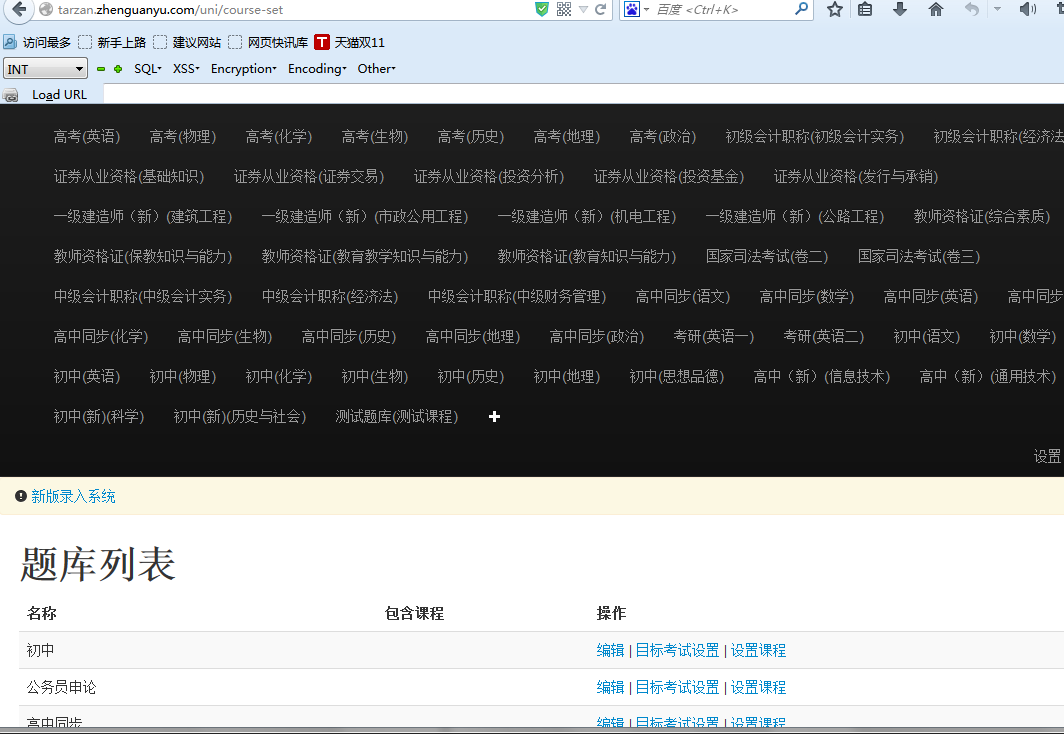 tarzan.zhenguanyu.com/uni/course-set 百度 <Ctrl+K>
访问最多 新手上路 建议网站 网页快讯库 T 天猫双11
INT SQL XSS Encryption Encoding Other
Load URL
高考(英语) 高考(物理) 高考(化学) 高考(生物) 高考(历史) 高考(地理) 高考(政治) 初级会计职称(初级会计实务) 初级会计职称(经济法
证券从业资格(基础知识) 证券从业资格(证券交易) 证券从业资格(投资分析) 证券从业资格(投资基金) 证券从业资格(发行与承销)
一级建造师（新）(建筑工程) 一级建造师（新）(市政公用工程) 一级建造师（新）(机电工程) 一级建造师（新）(公路工程) 教师资格证(综合素质)
教师资格证(保教知识与能力) 教师资格证(教育教学知识与能力) 教师资格证(教育知识与能力) 国家司法考试(卷二) 国家司法考试(卷三)
中级会计职称(中级会计实务) 中级会计职称(经济法) 中级会计职称(中级财务管理) 高中同步(语文) 高中同步(数学) 高中同步(英语) 高中同步
高中同步(化学) 高中同步(生物) 高中同步(历史) 高中同步(地理) 高中同步(政治) 考研(英语一) 考研(英语二) 初中(语文) 初中(数学)
初中(英语) 初中(物理) 初中(化学) 初中(生物) 初中(历史) 初中(地理) 初中(思想品德) 高中（新）(信息技术) 高中（新）(通用技术)
初中(新)(科学) 初中(新)(历史与社会) 测试题库(测试课程)
设置
新版录入系统
题库列表
名称 包含课程 操作
初中 编辑 | 目标考试设置 | 设置课程
公务员申论 编辑 | 目标考试设置 | 设置课程
高中同步 编辑 | 目标考试设置 | 设置课程